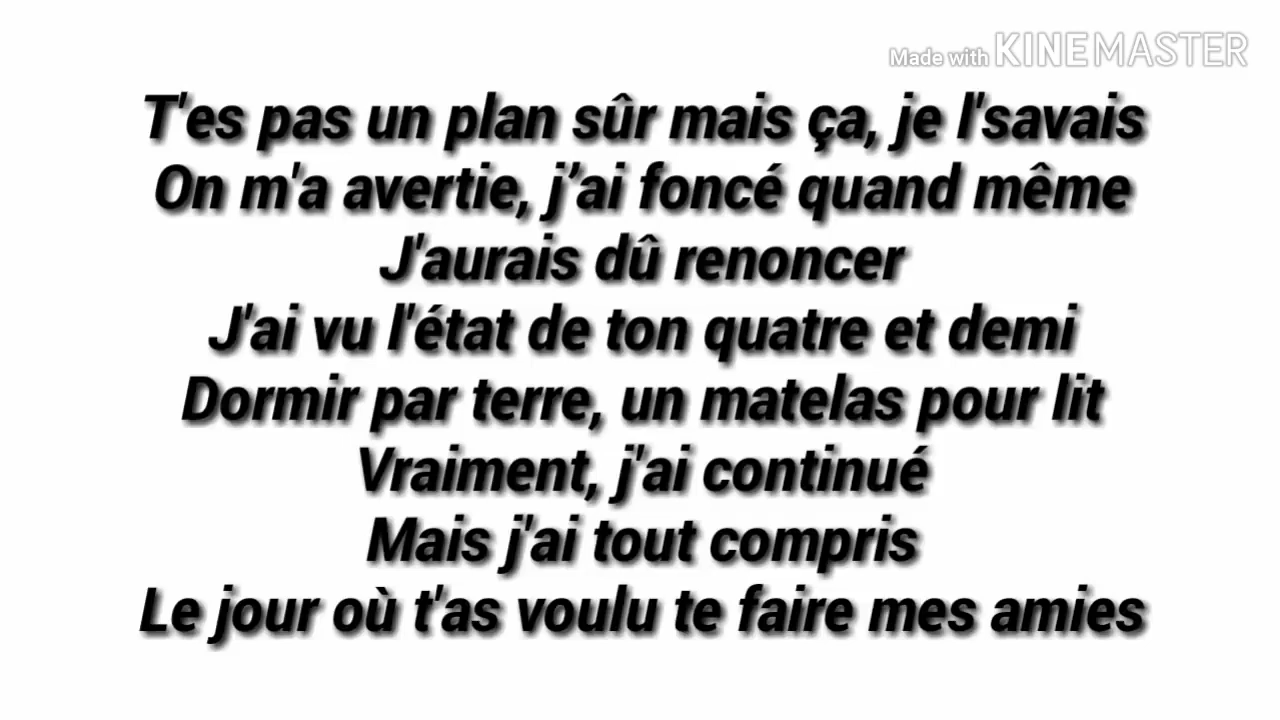 Made with KINEMASTER
T'es pas un plan sûr mais ça, je l'savais
On m'a avertie, j’ai foncé quand même
J'aurais dû renoncer
J'ai vu l'état de ton quatre et demi
Dormir par terre, un matelas pour lit
Vraiment, j'ai continué
Mais j'ai tout compris
Le jour où t'as voulu te faire mes amies